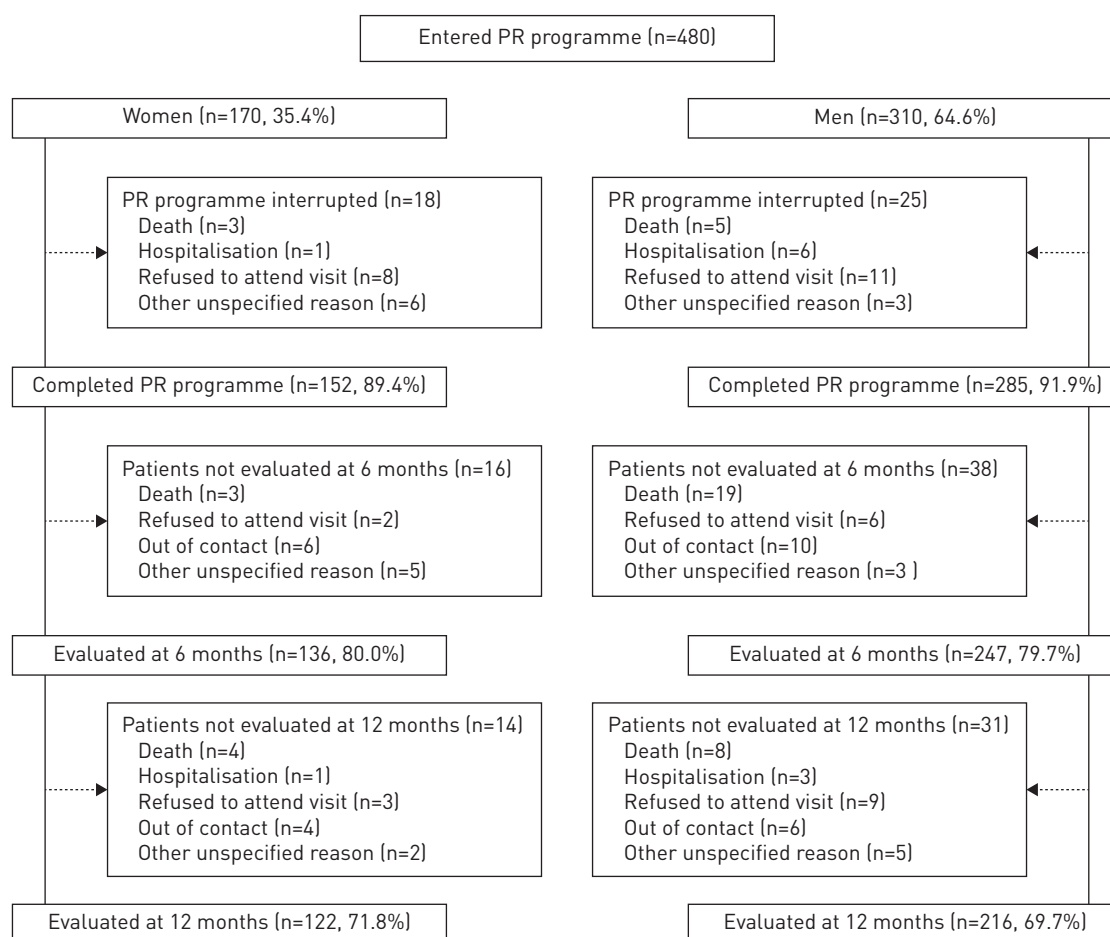 Entered PR programme (n=480)
Women (n=170, 35.4%)
Men (n=310, 64.6%)
PR programme interrupted (n=18)
Death (n=3)
Hospitalisation (n=1)
Refused to attend visit (n=8)
Other unspecified reason (n=6)
PR programme interrupted (n=25)
Death (n=5)
Hospitalisation (n=6)
Refused to attend visit (n=11)
Other unspecified reason (n=3)
Completed PR programme (n=152, 89.4%)
Completed PR programme (n=285, 91.9%)
Patients not evaluated at 6 months (n=16)
Death (n=3)
Refused to attend visit (n=2)
Out of contact (n=6)
Other unspecified reason (n=5)
Patients not evaluated at 6 months (n=38)
Death (n=19)
Refused to attend visit (n=6)
Out of contact (n=10)
Other unspecified reason (n=3 )
Evaluated at 6 months (n=136, 80.0%)
Evaluated at 6 months (n=247, 79.7%)
Patients not evaluated at 12 months (n=14)
Death (n=4)
Hospitalisation (n=1)
Refused to attend visit (n=3)
Out of contact (n=4)
Other unspecified reason (n=2)
Patients not evaluated at 12 months (n=31)
Death (n=8)
Hospitalisation (n=3)
Refused to attend visit (n=9)
Out of contact (n=6)
Other unspecified reason (n=5)
Evaluated at 12 months (n=122, 71.8%)
Evaluated at 12 months (n=216, 69.7%)